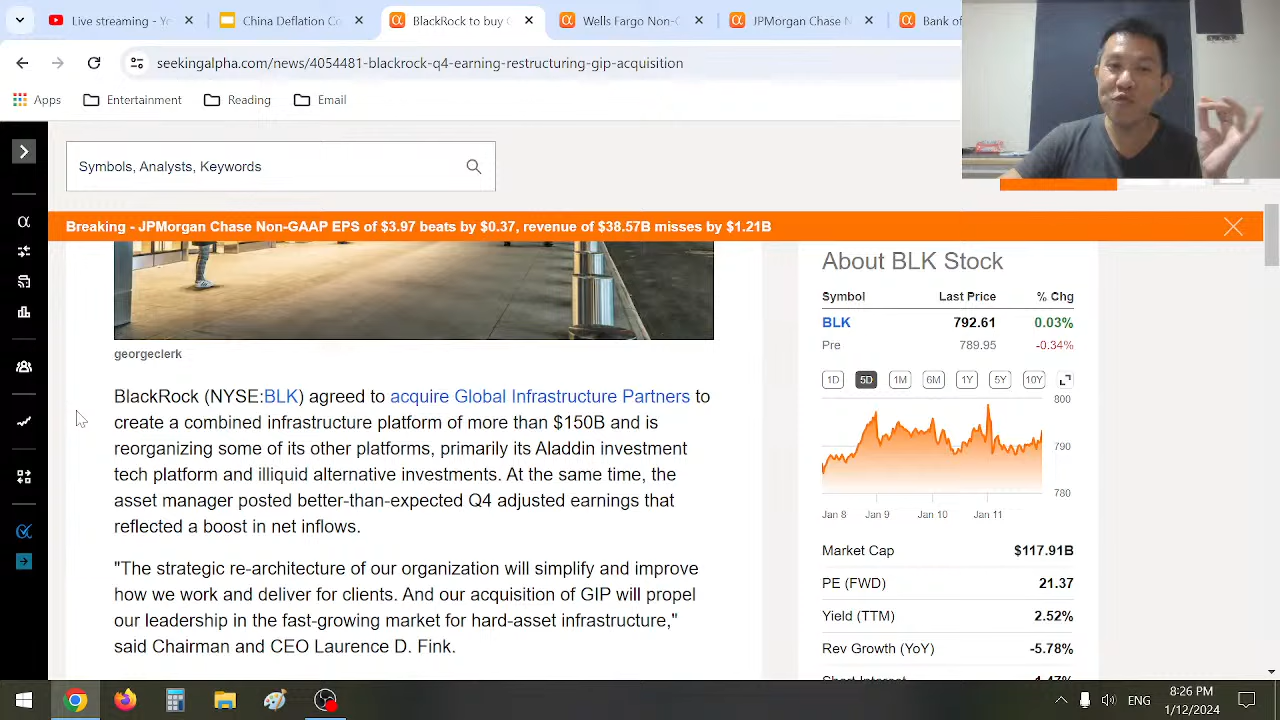 YouTube live streaming - Y
China Deflation C
BlackRock to buy
Wells Fargo Non-G
JPMorgan Chase N
Bank of
seekingalpha.com/news/4054481-blackrock-q4-earning-restructuring-gip-acquisition
Apps
Entertainment
Reading
Email
Symbols, Analysts, Keywords
Breaking - JPMorgan Chase Non-GAAP EPS of $3.97 beats by $0.37, revenue of $38.57B misses by $1.21B
georgeclerk
BlackRock (NYSE:BLK) agreed to acquire Global Infrastructure Partners to
create a combined infrastructure platform of more than $150B and is
reorganizing some of its other platforms, primarily its Aladdin investment
tech platform and illiquid alternative investments. At the same time, the
asset manager posted better-than-expected Q4 adjusted earnings that
reflected a boost in net inflows.
"The strategic re-architecture of our organization will simplify and improve
how we work and deliver for clients. And our acquisition of GIP will propel
our leadership in the fast-growing market for hard-asset infrastructure,"
said Chairman and CEO Laurence D. Fink.
About BLK Stock
Symbol Last Price % Chg
BLK 792.61 0.03%
Pre 789.95 -0.34%
1D 5D 1M 6M 1Y 5Y 10Y
800
790
780
Jan 8 Jan 9 Jan 10 Jan 11
Market Cap $117.91B
PE (FWD) 21.37
Yield (TTM) 2.52%
Rev Growth (YoY) -5.78%
ENG
8:26 PM
1/12/2024